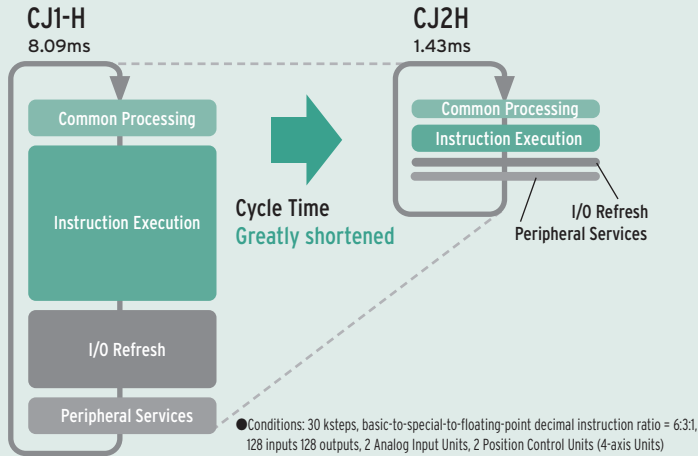 CJ1-H
8.09ms
Common Processing
Instruction Execution
I/O Refresh
Peripheral Services
Cycle Time
Greatly shortened
CJ2H
1.43ms
Common Processing
Instruction Execution
I/O Refresh
Peripheral Services
●Conditions: 30 ksteps, basic-to-special-to-floating-point decimal instruction ratio = 6:3:1,
128 inputs 128 outputs, 2 Analog Input Units, 2 Position Control Units (4-axis Units)